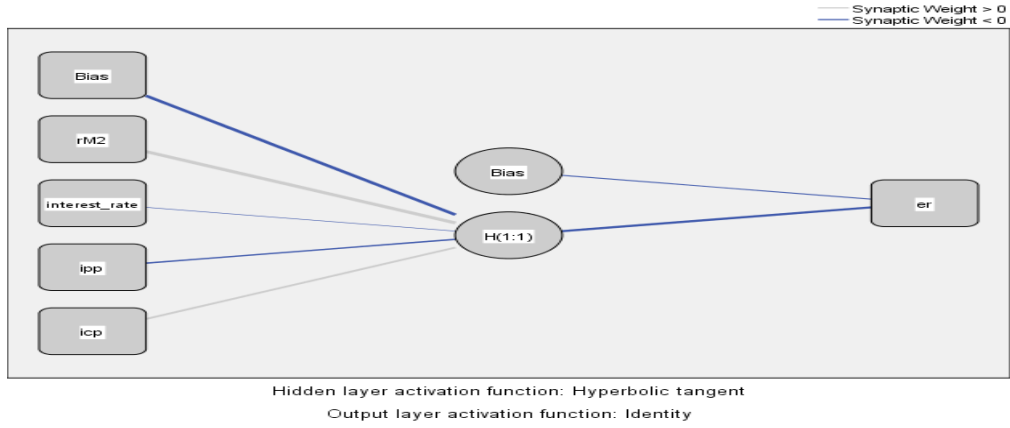 Synaptic Weight > 0
Synaptic Weight < 0
Bias
rM2
interest_rate
ipp
icp
Bias
H(1:1)
er
Hidden layer activation function: Hyperbolic tangent
Output layer activation function: Identity